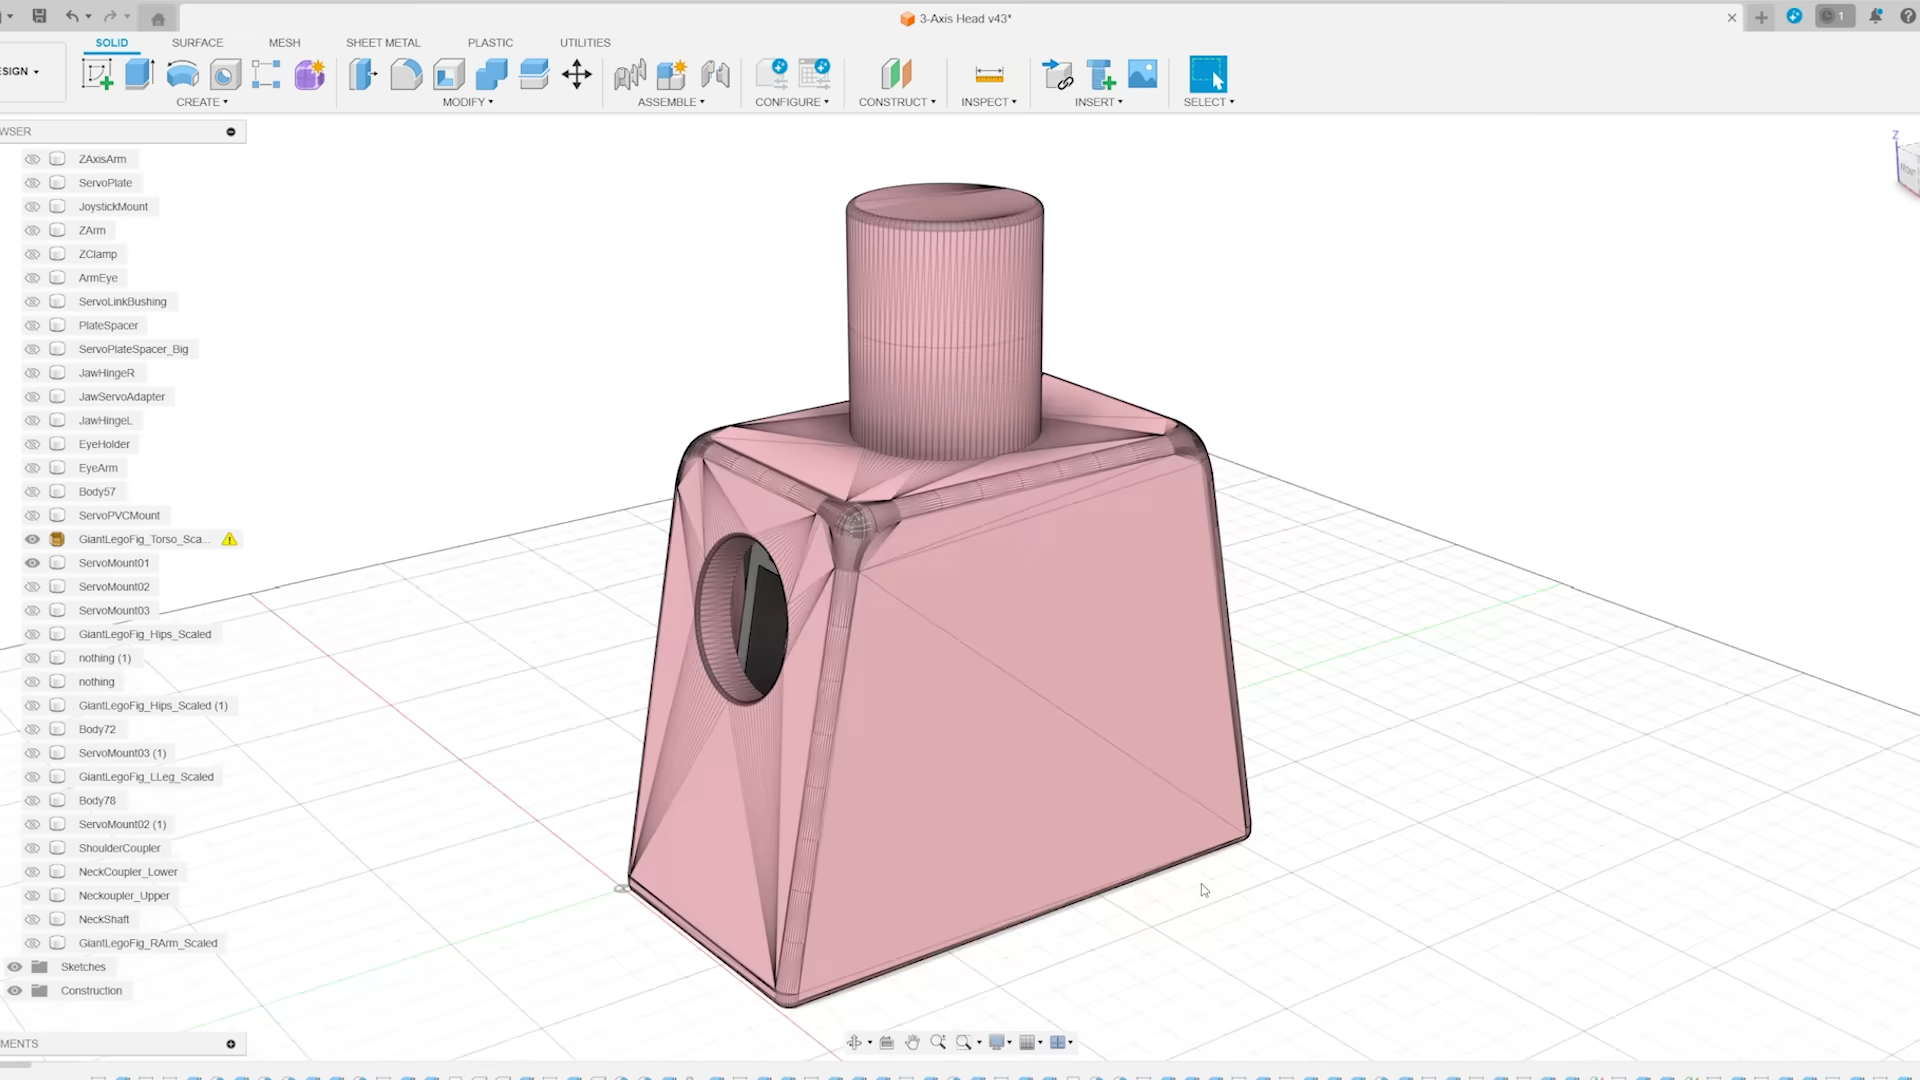 3-Axis Head v43*
1
SOLID SURFACE MESH SHEET METAL PLASTIC UTILITIES
ESIGN
CREATE MODIFY ASSEMBLE CONFIGURE CONSTRUCT INSPECT INSERT SELECT
WSER
Z
FRONT
ZAxisArm
ServoPlate
JoystickMount
ZArm
ZClamp
ArmEye
ServoLinkBushing
PlateSpacer
ServoPlateSpacer_Big
JawHingeR
JawServoAdapter
JawHingeL
EyeHolder
EyeArm
Body57
ServoPVCMount
GiantLegoFig_Torso_Sca...
ServoMount01
ServoMount02
ServoMount03
GiantLegoFig_Hips_Scaled
nothing (1)
nothing
GiantLegoFig_Hips_Scaled (1)
Body72
ServoMount03 (1)
GiantLegoFig_LLeg_Scaled
Body78
ServoMount02 (1)
ShoulderCoupler
NeckCoupler_Lower
Neckoupler_Upper
NeckShaft
GiantLegoFig_RArm_Scaled
Sketches
Construction
MENTS